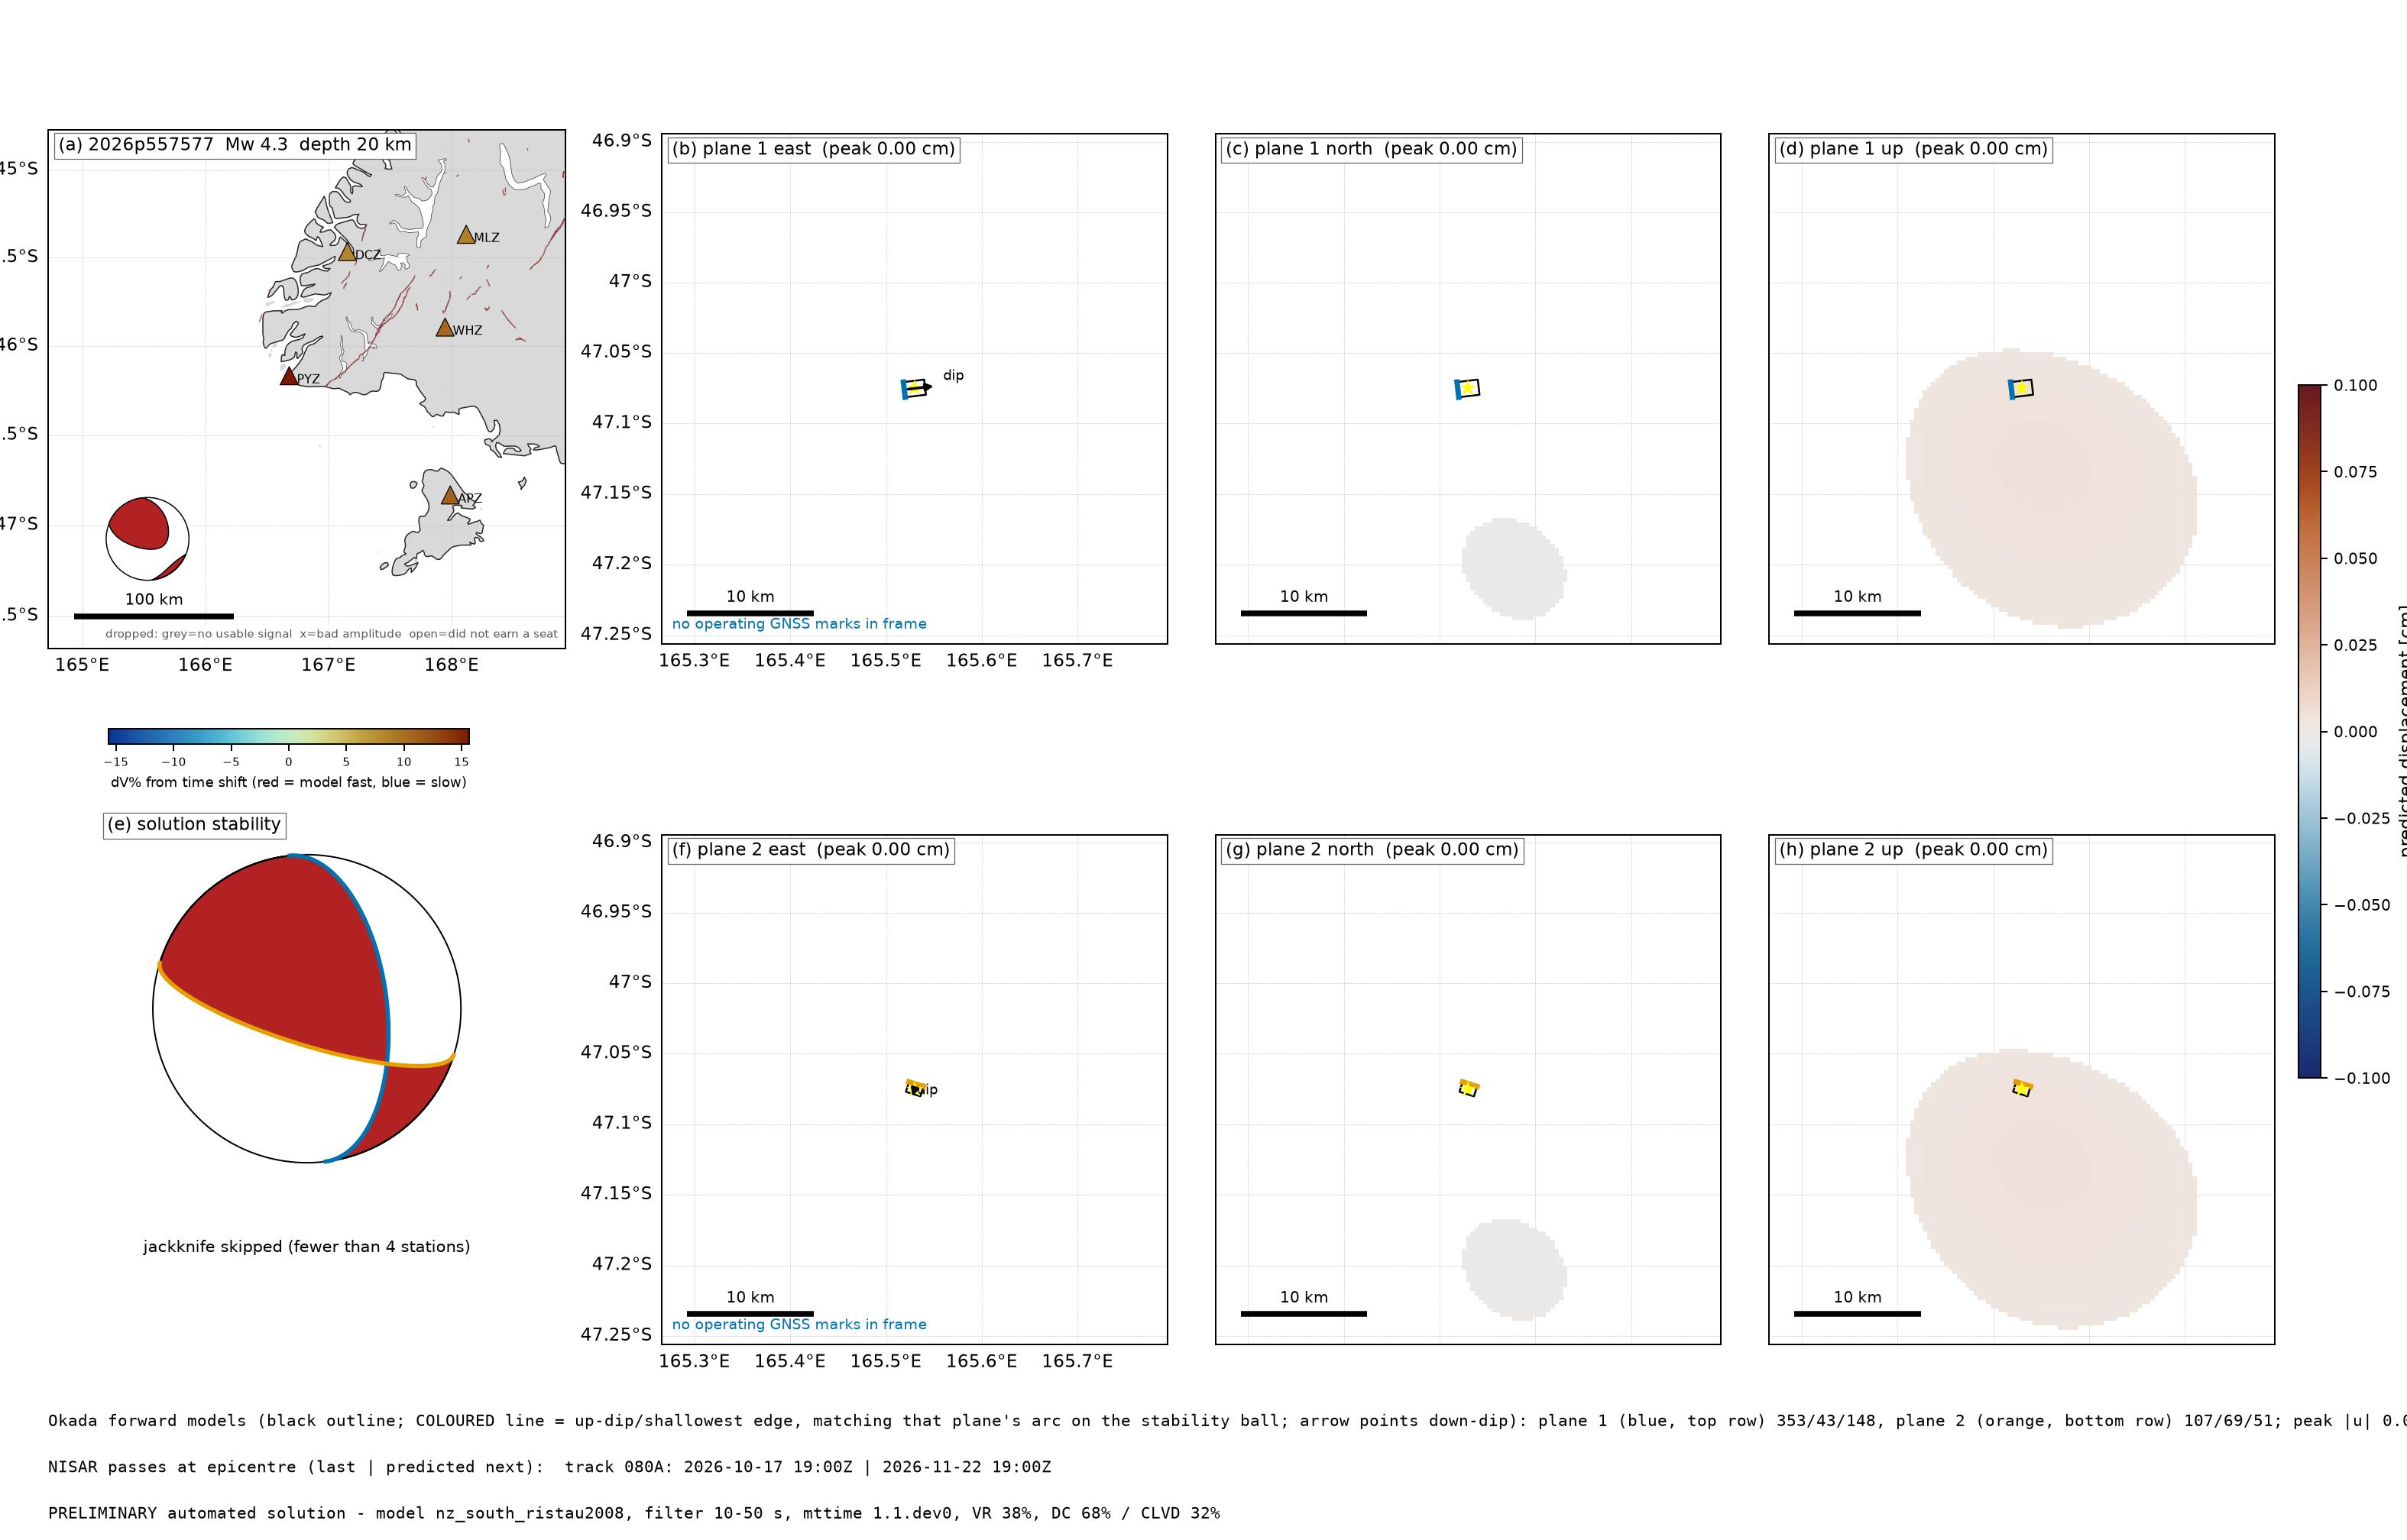 (a) 2026p557577  Mw 4.3  depth 20 km
45°S
.5°S
46°S
.5°S
47°S
.5°S
MLZ
DCZ
WHZ
PYZ
APZ
100 km
dropped: grey=no usable signal  x=bad amplitude  open=did not earn a seat
165°E 166°E 167°E 168°E
(b) plane 1 east  (peak 0.00 cm)
46.9°S
46.95°S
47°S
47.05°S
47.1°S
47.15°S
47.2°S
47.25°S
dip
10 km
no operating GNSS marks in frame
165.3°E 165.4°E 165.5°E 165.6°E 165.7°E
(c) plane 1 north  (peak 0.00 cm)
10 km
(d) plane 1 up  (peak 0.00 cm)
10 km
0.100
0.075
0.050
0.025
0.000
−0.025
−0.050
−0.075
−0.100
predicted displacement [cm]
−15 −10 −5 0 5 10 15
dV% from time shift (red = model fast, blue = slow)
(e) solution stability
jackknife skipped (fewer than 4 stations)
(f) plane 2 east  (peak 0.00 cm)
46.9°S
46.95°S
47°S
47.05°S
47.1°S
47.15°S
47.2°S
47.25°S
dip
10 km
no operating GNSS marks in frame
165.3°E 165.4°E 165.5°E 165.6°E 165.7°E
(g) plane 2 north  (peak 0.00 cm)
10 km
(h) plane 2 up  (peak 0.00 cm)
10 km
Okada forward models (black outline; COLOURED line = up-dip/shallowest edge, matching that plane's arc on the stability ball; arrow points down-dip): plane 1 (blue, top row) 353/43/148, plane 2 (orange, bottom row) 107/69/51; peak |u| 0.0
NISAR passes at epicentre (last | predicted next):  track 080A: 2026-10-17 19:00Z | 2026-11-22 19:00Z
PRELIMINARY automated solution - model nz_south_ristau2008, filter 10-50 s, mttime 1.1.dev0, VR 38%, DC 68% / CLVD 32%